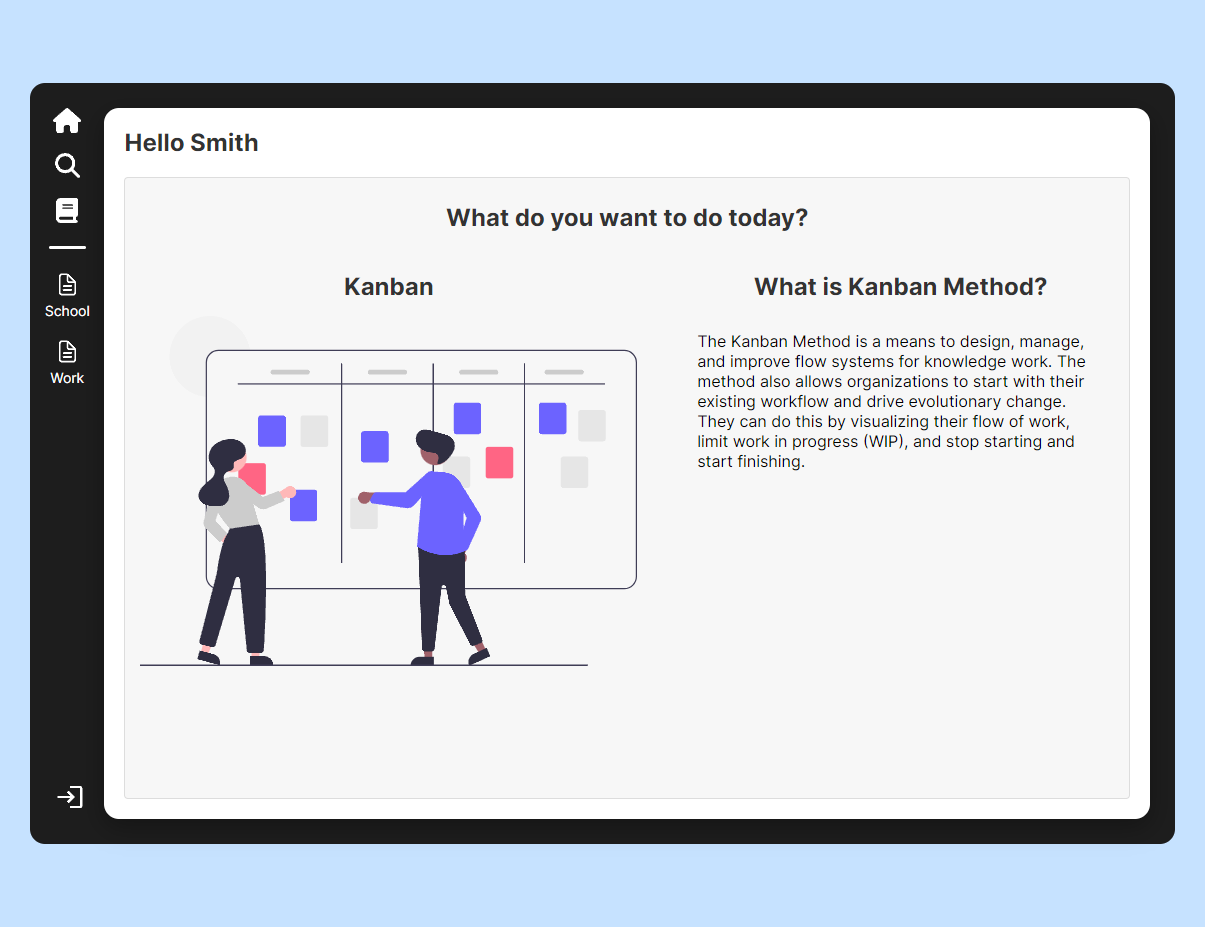 Hello Smith
What do you want to do today?
School
Work
Kanban
What is Kanban Method?
The Kanban Method is a means to design, manage,
and improve flow systems for knowledge work. The
method also allows organizations to start with their
existing workflow and drive evolutionary change.
They can do this by visualizing their flow of work,
limit work in progress (WIP), and stop starting and
start finishing.